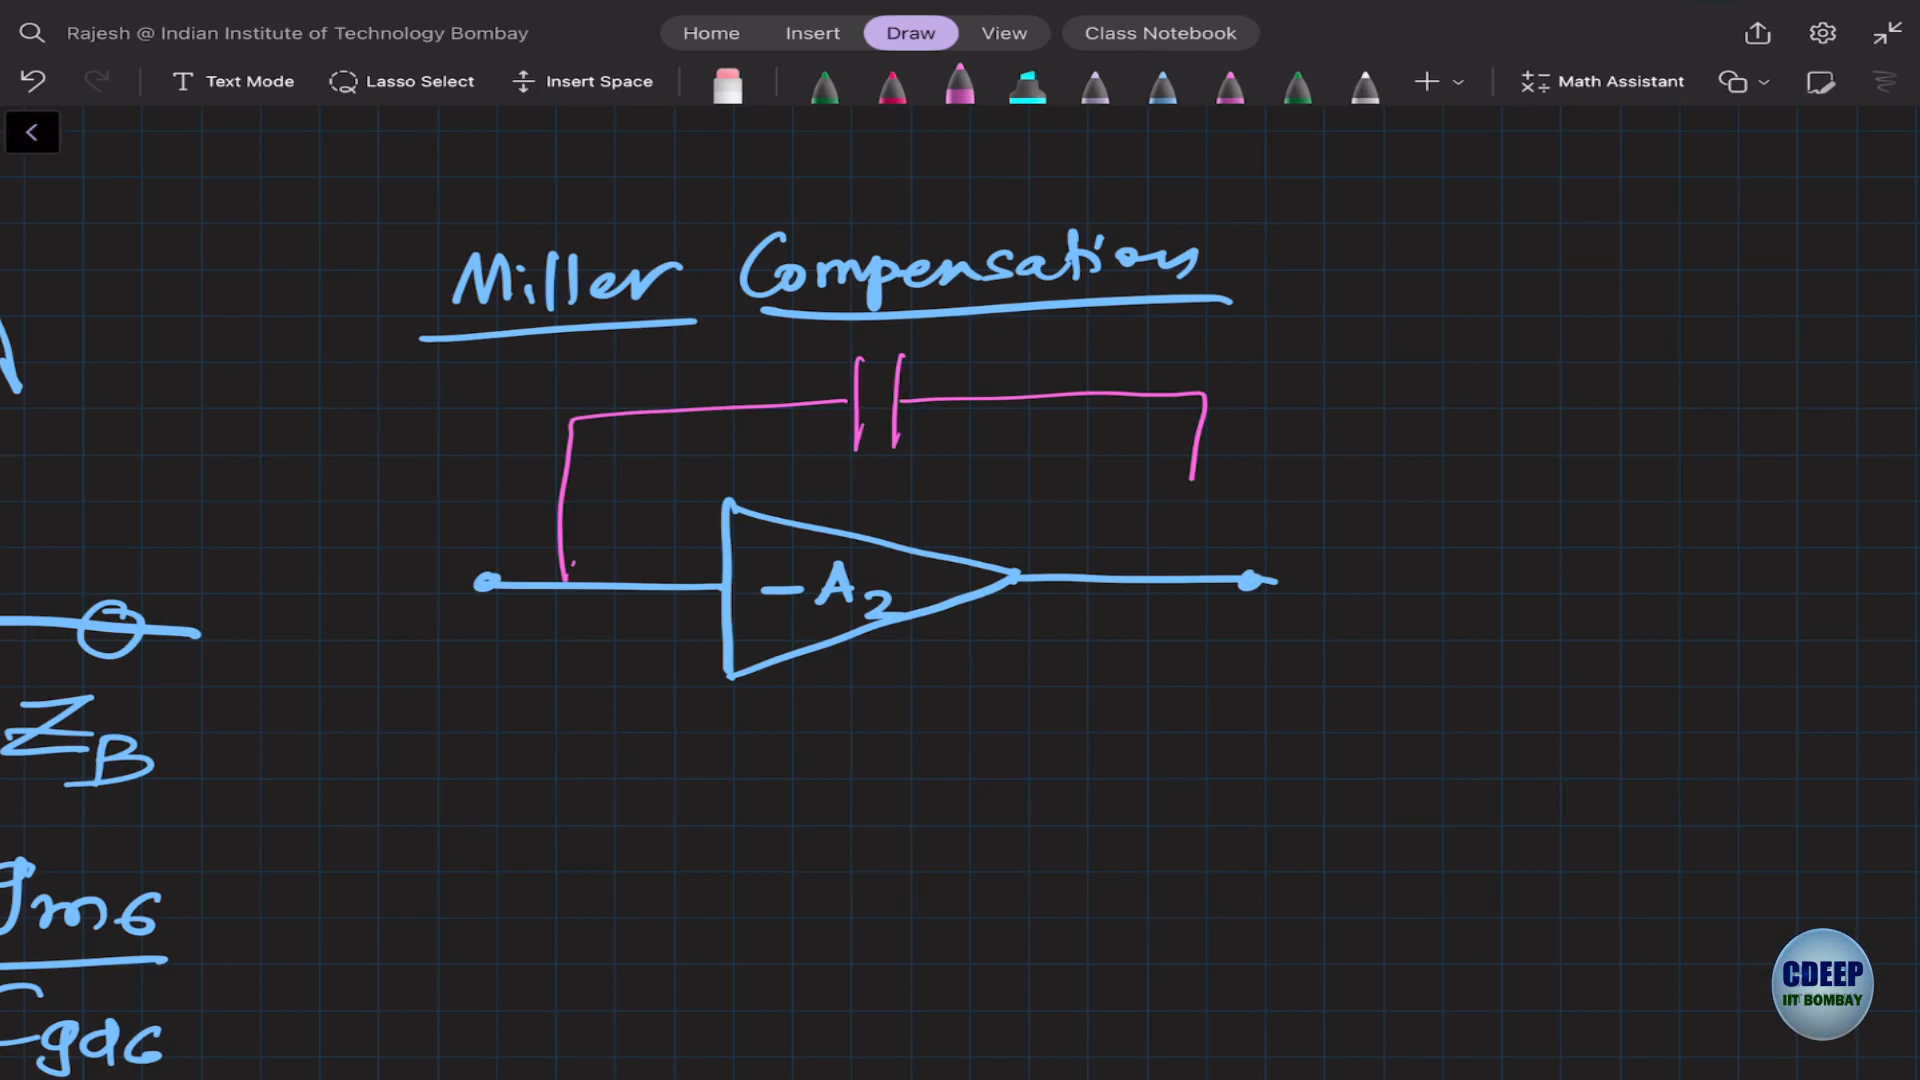 Rajesh @ Indian Institute of Technology Bombay
Home Insert Draw View Class Notebook
Text Mode Lasso Select Insert Space Math Assistant
Miller Compensation
-A2
ZB
gm6
gd6
CDEEP
IIT BOMBAY